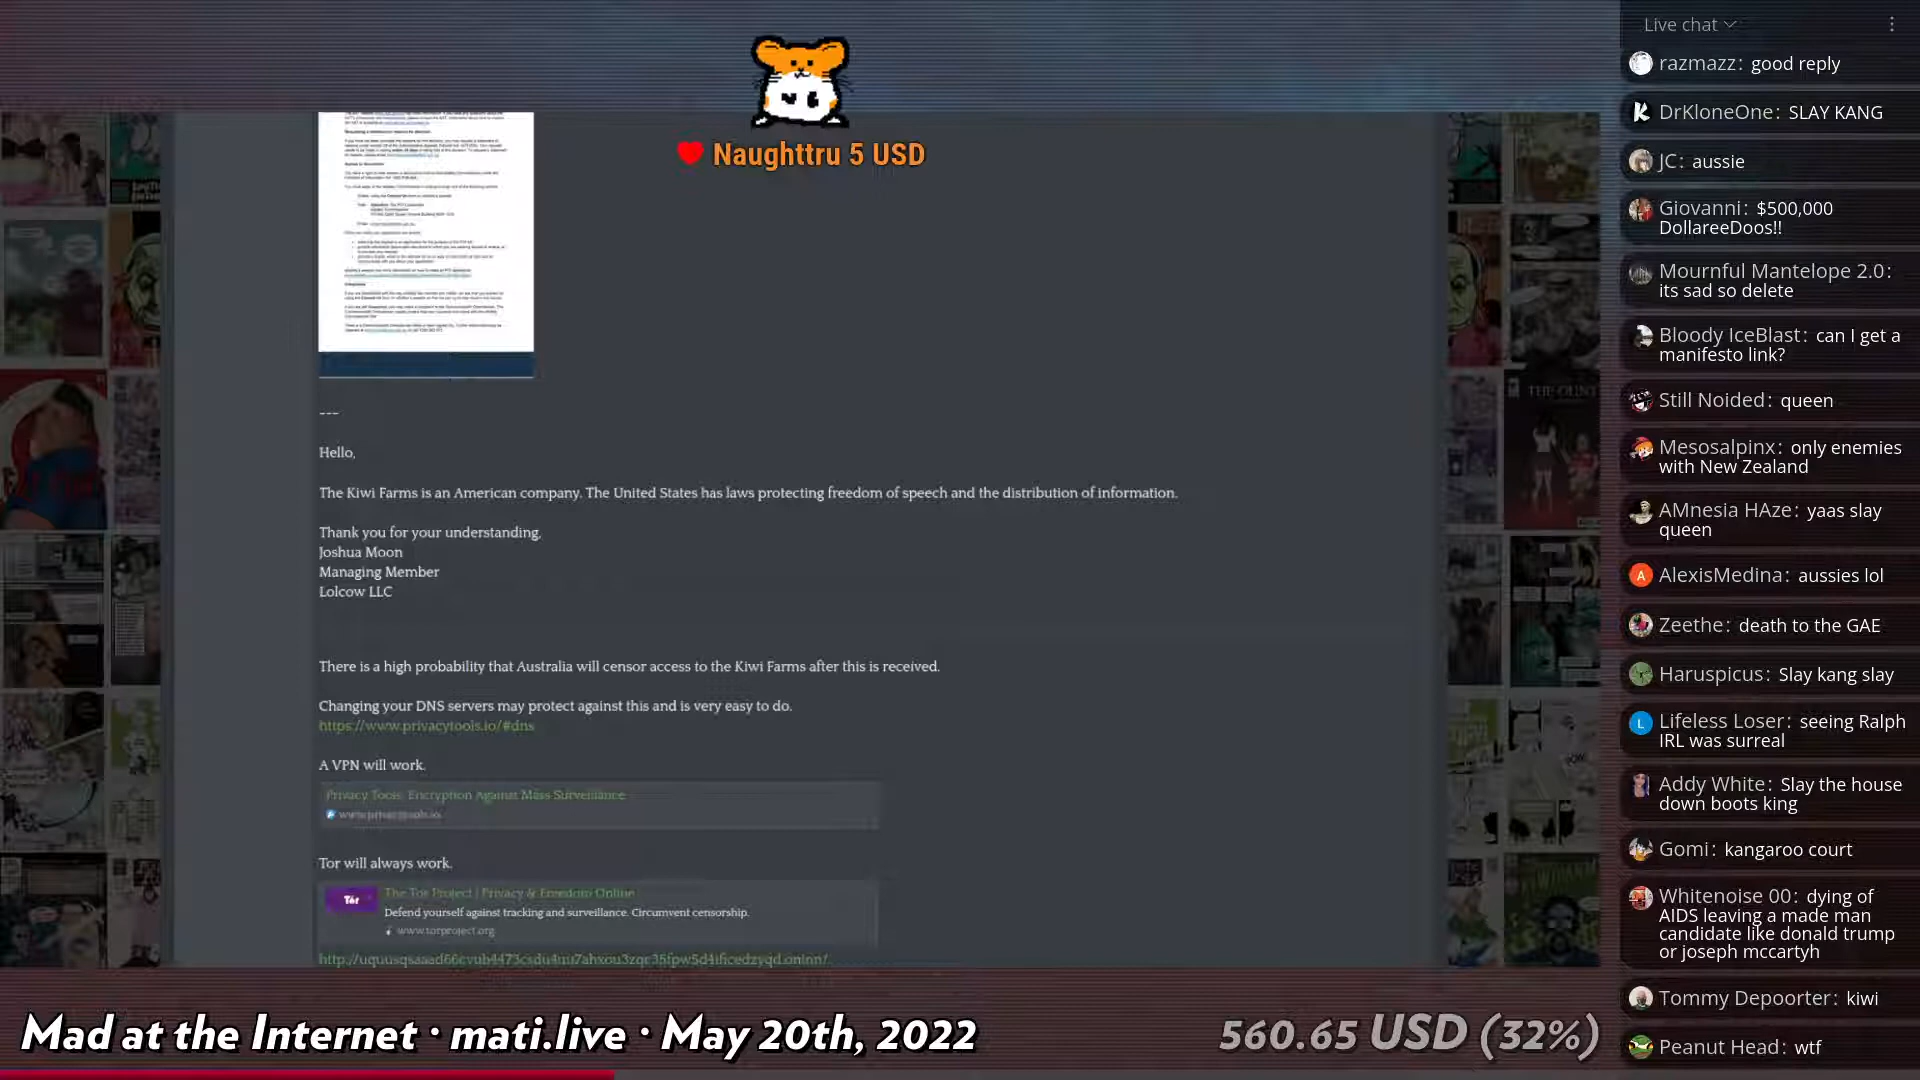 Naughttru 5 USD
---
Hello,
The Kiwi Farms is an American company. The United States has laws protecting freedom of speech and the distribution of information.
Thank you for your understanding,
Joshua Moon
Managing Member
Lolcow LLC
There is a high probability that Australia will censor access to the Kiwi Farms after this is received.
Changing your DNS servers may protect against this and is very easy to do.
https://www.privacytools.io/#dns
A VPN will work.
Privacy Tools: Encryption Against Mass Surveillance
www.privacytools.io
Tor will always work.
Tor
The Tor Project | Privacy & Freedom Online
Defend yourself against tracking and surveillance. Circumvent censorship.
www.torproject.org
Mad at the Internet · mati.live · May 20th, 2022
560.65 USD (32%)
Live chat
razmazz: good reply
DrKloneOne: SLAY KANG
JC: aussie
Giovanni: $500,000
DollareeDoos!!
Mournful Mantelope 2.0:
its sad so delete
Bloody IceBlast: can I get a
manifesto link?
Still Noided: queen
Mesosalpinx: only enemies
with New Zealand
AMnesia HAze: yaas slay
queen
A
AlexisMedina: aussies lol
Zeethe: death to the GAE
Haruspicus: Slay kang slay
L
Lifeless Loser: seeing Ralph
IRL was surreal
Addy White: Slay the house
down boots king
Gomi: kangaroo court
Whitenoise 00: dying of
AIDS leaving a made man
candidate like donald trump
or joseph mccartyh
Tommy Depoorter: kiwi
Peanut Head: wtf